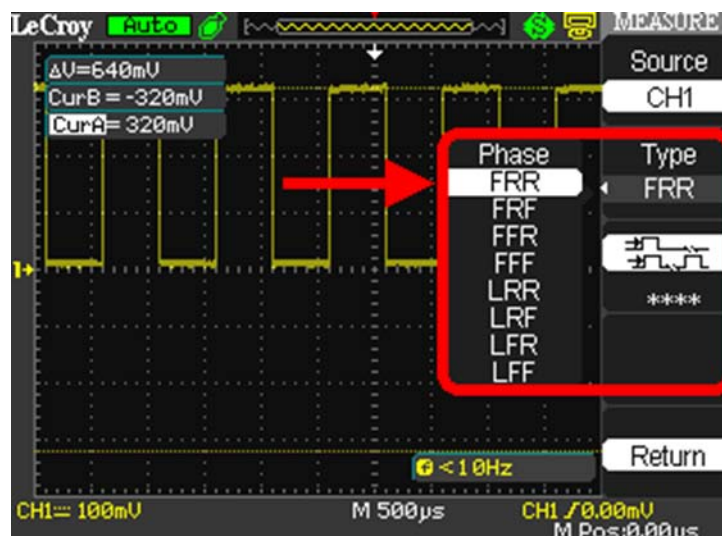 LeCroy Auto S MEASURE
ΔV=640mV
CurB = -320mV
CurA= 320mV
Source
CH1
Phase
FRR
FRF
FFR
FFF
LRR
LRF
LFR
LFF
Type
FRR
****
Return
1
f <10Hz
CH1 100mV M 500μs CH1 0.00mV
M Pos:0.00μs